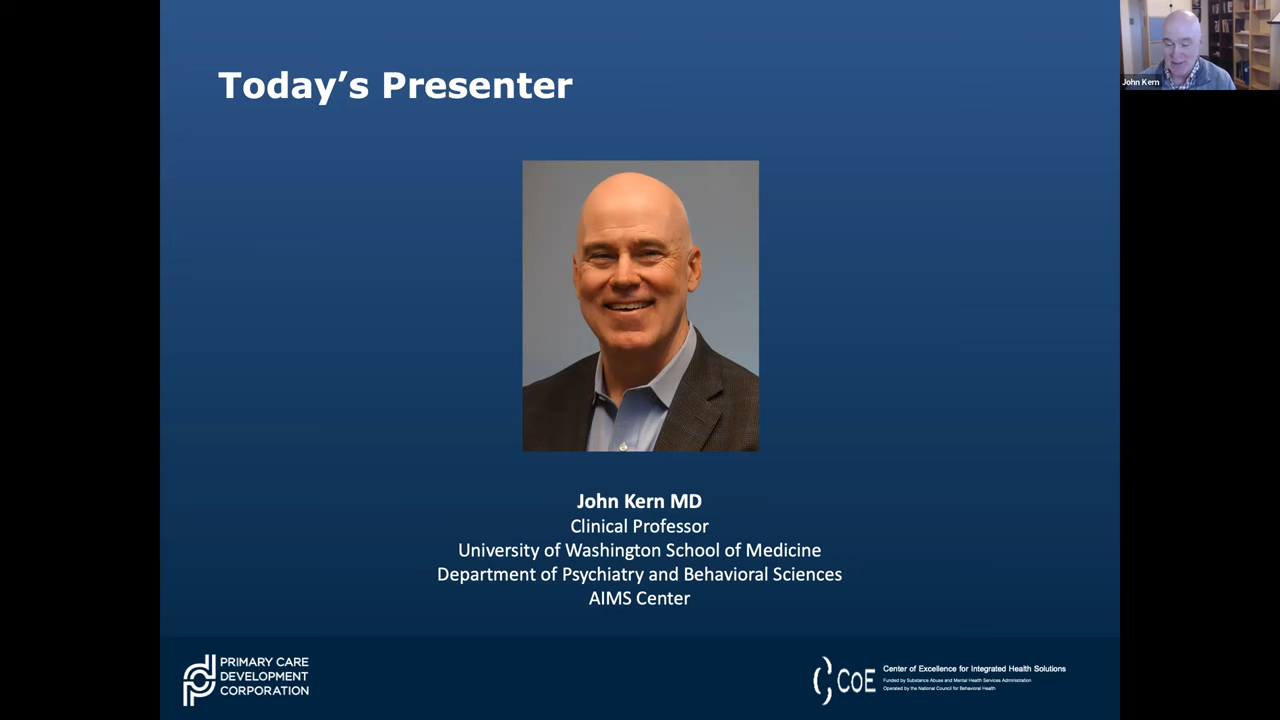 Today's Presenter
John Kern
John Kern MD
Clinical Professor
University of Washington School of Medicine
Department of Psychiatry and Behavioral Sciences
AIMS Center
PRIMARY CARE
DEVELOPMENT
CORPORATION
COE
Center of Excellence for Integrated Health Solutions
Funded by Substance Abuse and Mental Health Services Administration
Operated by the National Council for Behavioral Health